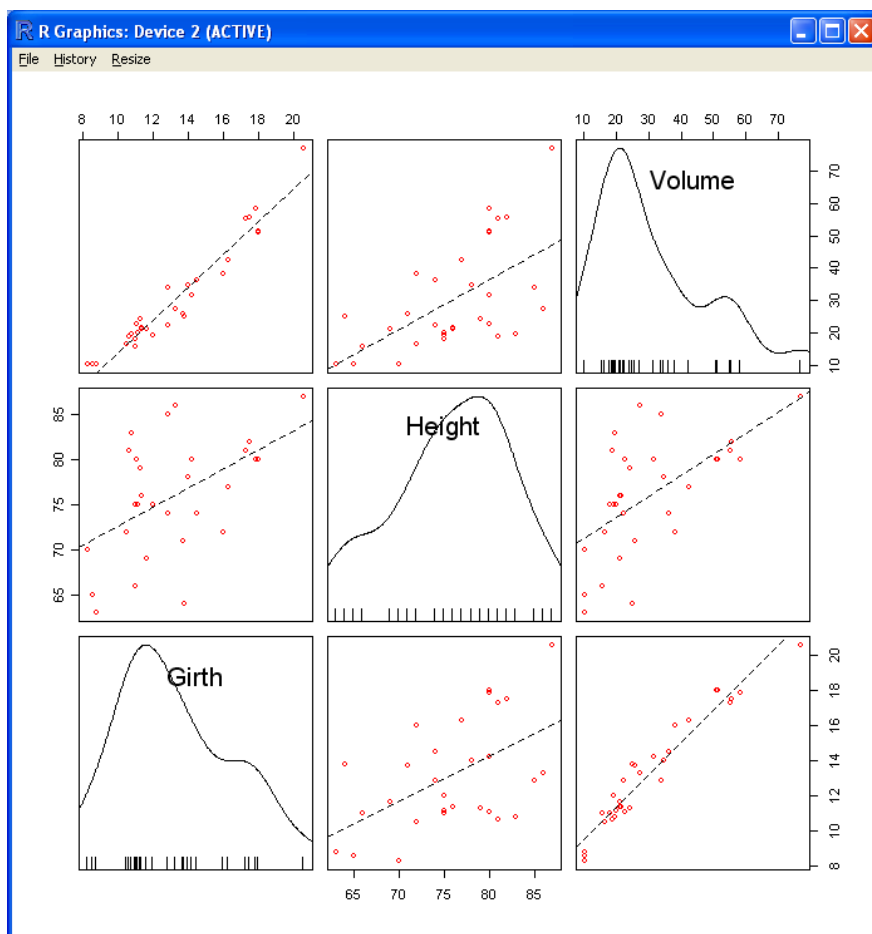 R R Graphics: Device 2 (ACTIVE)
File History Resize
8 10 12 14 16 18 20
10 20 30 40 50 60 70
Volume
70
60
50
40
30
20
10
85
80
75
70
65
Height
Girth
20
18
16
14
12
10
8
65 70 75 80 85